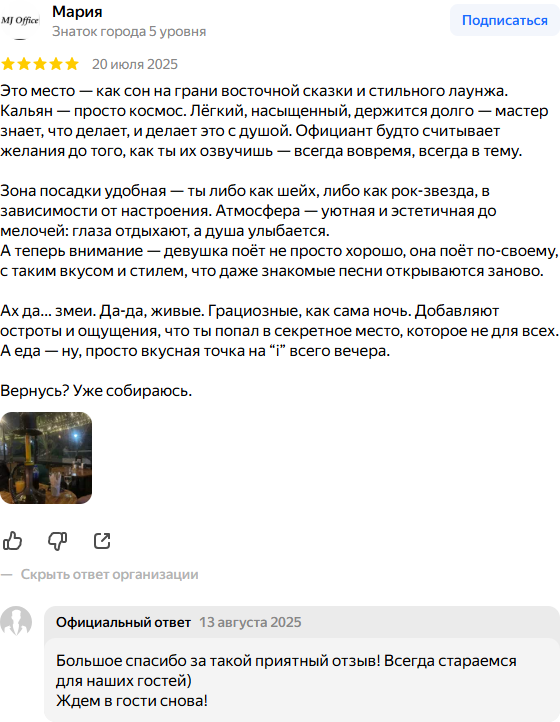 MJ Office
Мария
Подписаться
Знаток города 5 уровня
20 июля 2025
Это место — как сон на грани восточной сказки и стильного лаунжа.
Кальян — просто космос. Лёгкий, насыщенный, держится долго — мастер
знает, что делает, и делает это с душой. Официант будто считывает
желания до того, как ты их озвучишь — всегда вовремя, всегда в тему.
Зона посадки удобная — ты либо как шейх, либо как рок-звезда, в
зависимости от настроения. Атмосфера — уютная и эстетичная до
мелочей: глаза отдыхают, а душа улыбается.
А теперь внимание — девушка поёт не просто хорошо, она поёт по-своему,
с таким вкусом и стилем, что даже знакомые песни открываются заново.
Ах да... змеи. Да-да, живые. Грациозные, как сама ночь. Добавляют
остроты и ощущения, что ты попал в секретное место, которое не для всех.
А еда — ну, просто вкусная точка на “i” всего вечера.
Вернусь? Уже собираюсь.
— Скрыть ответ организации
Официальный ответ 13 августа 2025
Большое спасибо за такой приятный отзыв! Всегда стараемся
для наших гостей)
Ждем в гости снова!